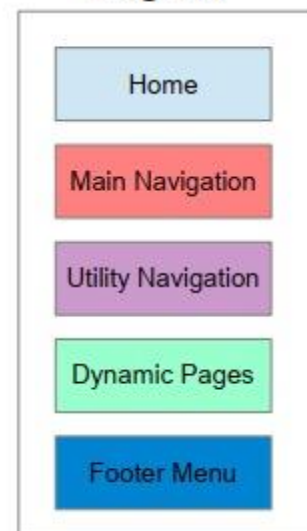 Home
Main Navigation
Utility Navigation
Dynamic Pages
Footer Menu